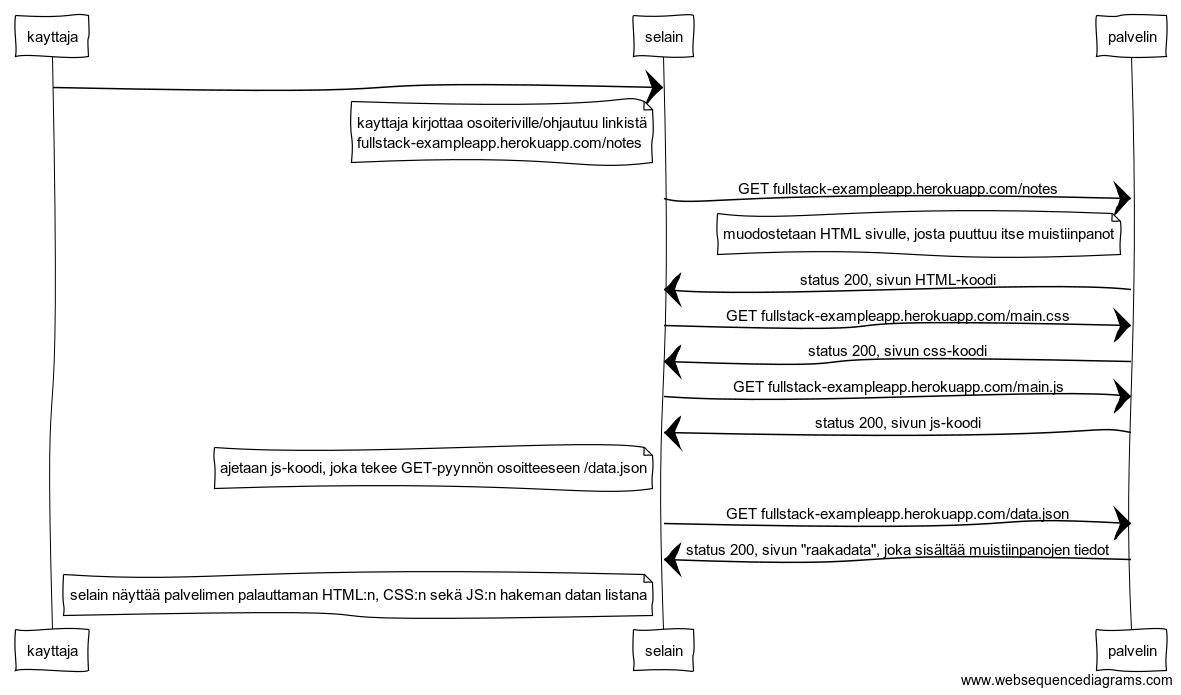 kayttaja
selain
palvelin
kayttaja kirjottaa osoiteriville/ohjautuu linkistä
fullstack-exampleapp.herokuapp.com/notes
GET fullstack-exampleapp.herokuapp.com/notes
muodostetaan HTML sivulle, josta puuttuu itse muistiinpanot
status 200, sivun HTML-koodi
GET fullstack-exampleapp.herokuapp.com/main.css
status 200, sivun css-koodi
GET fullstack-exampleapp.herokuapp.com/main.js
status 200, sivun js-koodi
ajetaan js-koodi, joka tekee GET-pyynnön osoitteeseen /data.json
GET fullstack-exampleapp.herokuapp.com/data.json
status 200, sivun "raakadata", joka sisältää muistiinpanojen tiedot
selain näyttää palvelimen palauttaman HTML:n, CSS:n sekä JS:n hakeman datan listana
kayttaja
selain
palvelin
www.websequencediagrams.com